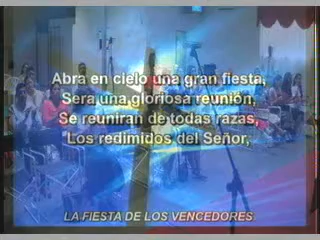 Abra en cielo una gran fiesta,
Sera una gloriosa reunión,
Se reuniran de todas razas,
Los redimidos del Señor,
LA FIESTA DE LOS VENCEDORES